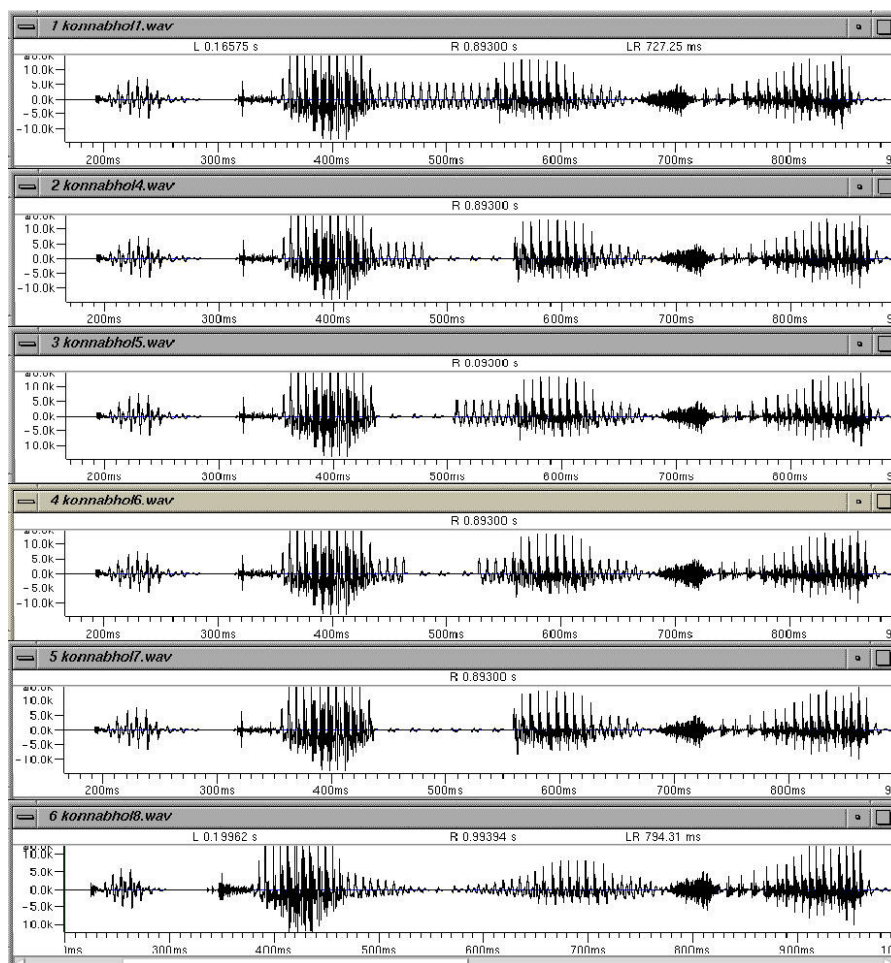 1 konnabhol1.wav
L 0.16575 s R 0.89300 s LR 727.25 ms
10.0k
5.0k
0.0k
-5.0k
-10.0k
200ms 300ms 400ms 500ms 600ms 700ms 800ms 9
2 konnabhol4.wav
R 0.89300 s
10.0k
5.0k
0.0k
-5.0k
-10.0k
200ms 300ms 400ms 500ms 600ms 700ms 800ms 9
3 konnabhol5.wav
R 0.09300 s
10.0k
5.0k
0.0k
-5.0k
10.0k
200ms 300ms 400ms 500ms 600ms 700ms 800ms 9
4 konnabhol6.wav
R 0.89300 s
10.0k
5.0k
0.0k
-5.0k
-10.0k
200ms 300ms 400ms 500ms 600ms 700ms 800ms 9
5 konnabhol7.wav
R 0.89300 s
10.0k
5.0k
0.0k
-5.0k
-10.0k
200ms 300ms 400ms 500ms 600ms 700ms 800ms 9
6 konnabhol8.wav
L 0.19962 s R 0.99394 s LR 794.31 ms
10.0k
5.0k
0.0k
-5.0k
10.0k
)ms 300ms 400ms 500ms 600ms 700ms 800ms 900ms 10